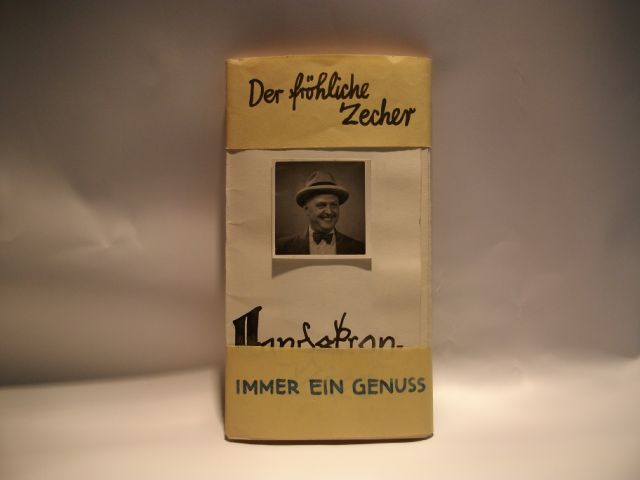 Der fröhliche
Zecher
IMMER EIN GENUSS